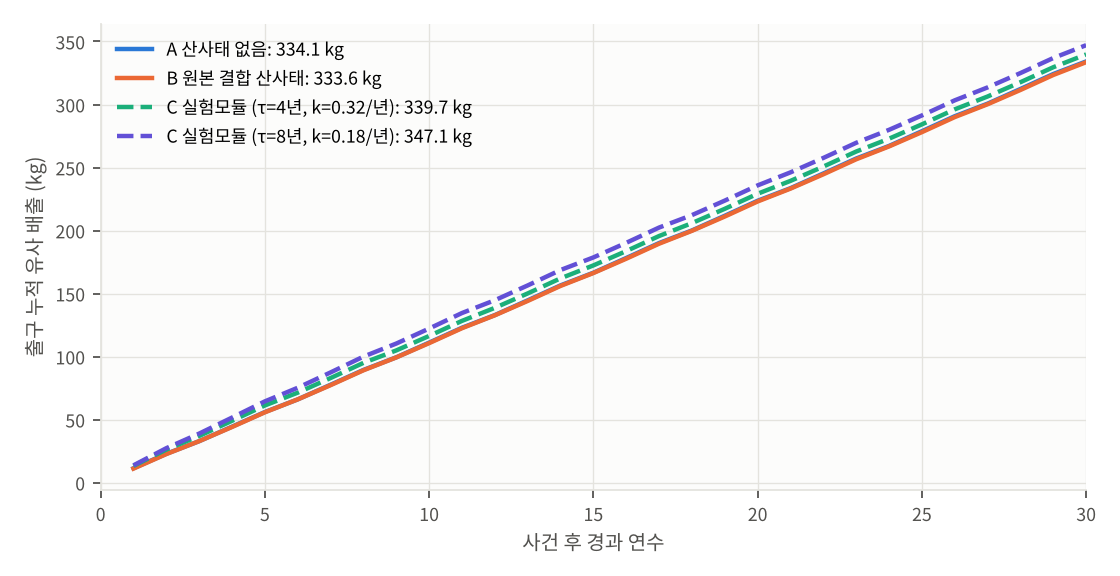 A 산사태 없음: 334.1 kg
B 원본 결합 산사태: 333.6 kg
C 실험모듈 (τ=4년, k=0.32/년): 339.7 kg
C 실험모듈 (τ=8년, k=0.18/년): 347.1 kg
출구 누적 유사 배출 (kg)
350
300
250
200
150
100
50
0
0 5 10 15 20 25 30
사건 후 경과 연수